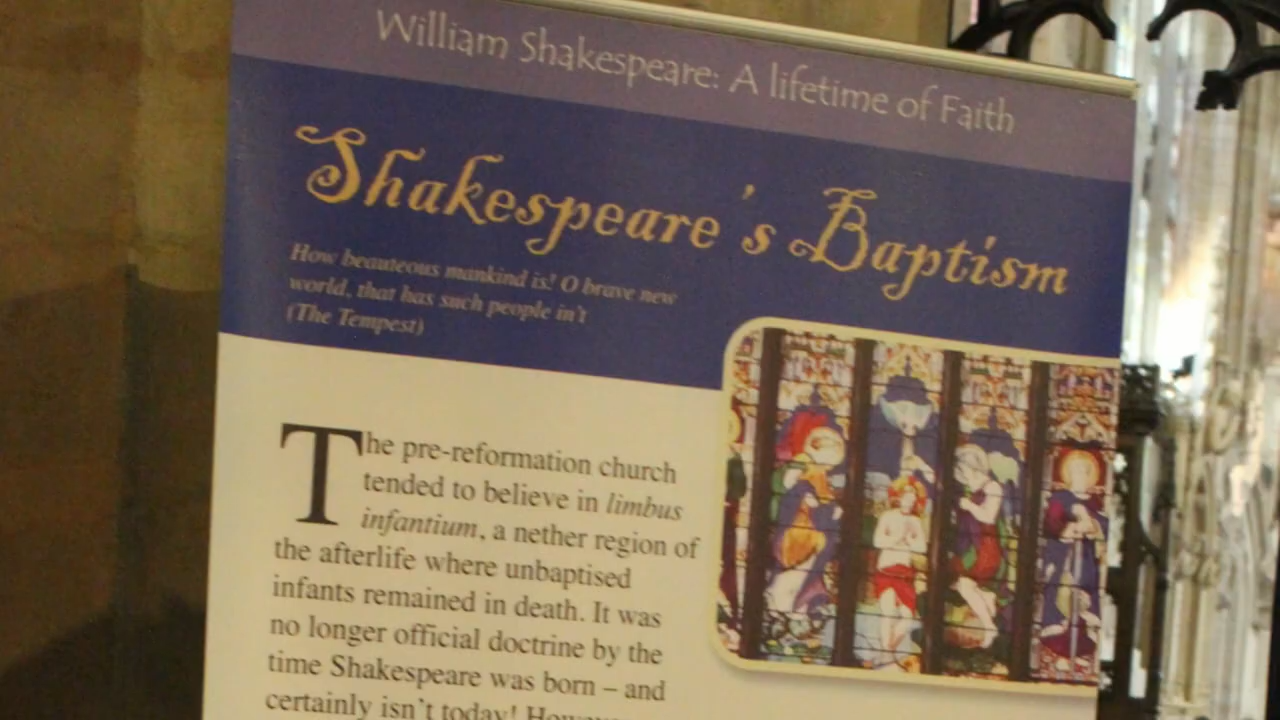 William Shakespeare: A lifetime of Faith
Shakespeare's Baptism
How beauteous mankind is! O brave new
world, that has such people in't
(The Tempest)
The pre-reformation church
tended to believe in limbus
infantium, a nether region of
the afterlife where unbaptised
infants remained in death. It was
no longer official doctrine by the
time Shakespeare was born – and
certainly isn't today!